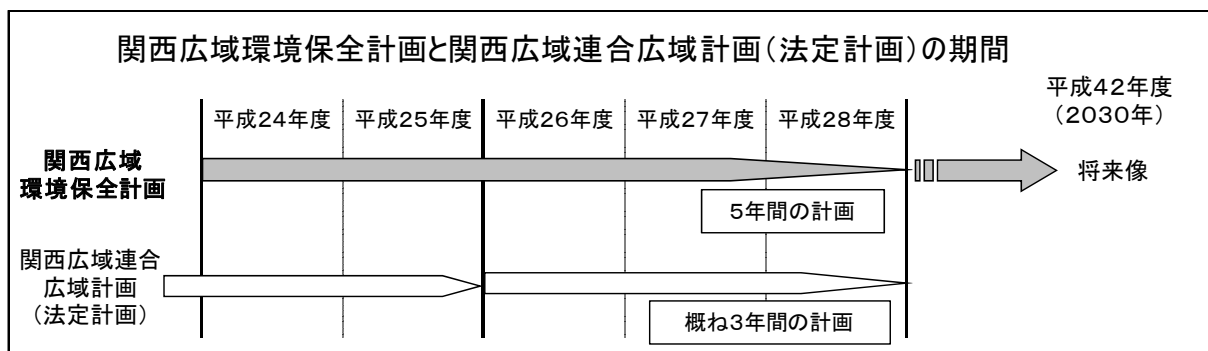 関西広域環境保全計画と関西広域連合広域計画(法定計画)の期間
平成42年度
(2030年)
平成24年度
平成25年度
平成26年度
平成27年度
平成28年度
関西広域
環境保全計画
将来像
5年間の計画
関西広域連合
広域計画
(法定計画)
概ね3年間の計画